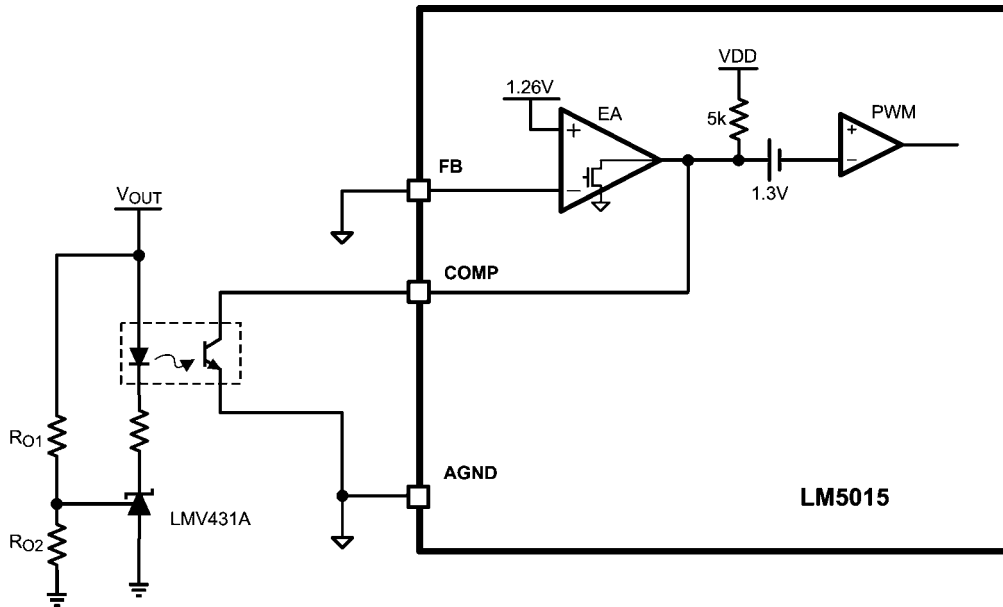 VDD
1.26V
EA
PWM
5k
+
+
FB
−
−
1.3V
VOUT
COMP
RO1
AGND
LM5015
LMV431A
RO2